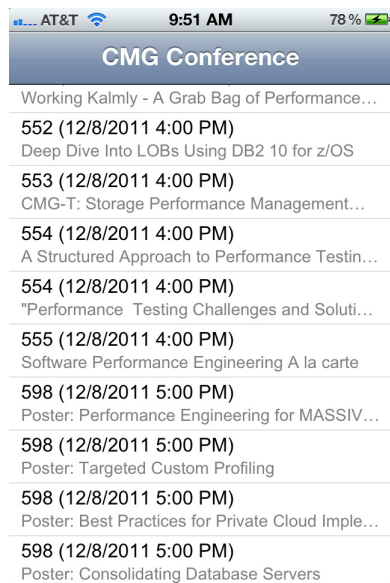 AT&T 9:51 AM 78%
CMG Conference
Working Kalmly - A Grab Bag of Performance…
552 (12/8/2011 4:00 PM)
Deep Dive Into LOBs Using DB2 10 for z/OS
553 (12/8/2011 4:00 PM)
CMG-T: Storage Performance Management…
554 (12/8/2011 4:00 PM)
A Structured Approach to Performance Testin…
554 (12/8/2011 4:00 PM)
"Performance  Testing Challenges and Soluti…
555 (12/8/2011 4:00 PM)
Software Performance Engineering A la carte
598 (12/8/2011 5:00 PM)
Poster: Performance Engineering for MASSIV…
598 (12/8/2011 5:00 PM)
Poster: Targeted Custom Profiling
598 (12/8/2011 5:00 PM)
Poster: Best Practices for Private Cloud Imple…
598 (12/8/2011 5:00 PM)
Poster: Consolidating Database Servers